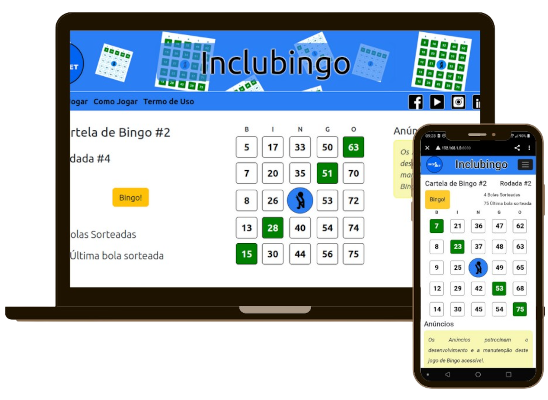 Inclubingo
ogar Como Jogar Termo de Uso
artela de Bingo #2
odada #4
Bingo!
olas Sorteadas
Última bola sorteada
B I N G O
5 17 33 50 63
7 20 35 51 70
8 26 53 72
13 28 40 54 75
15 30 44 56 75
Anún
Os
des
man
Bin
Inclubingo
Cartela de Bingo #2 Rodada #2
Bingo!
4 Bolas Sorteadas
75 Última bola sorteada
B I N G O
7 21 36 47 62
8 23 37 48 63
9 25 49 65
12 29 42 53 68
14 30 45 54 75
Anúncios
Os Anúncios patrocinam o
desenvolvimento e a manutenção deste
jogo de Bingo acessível.